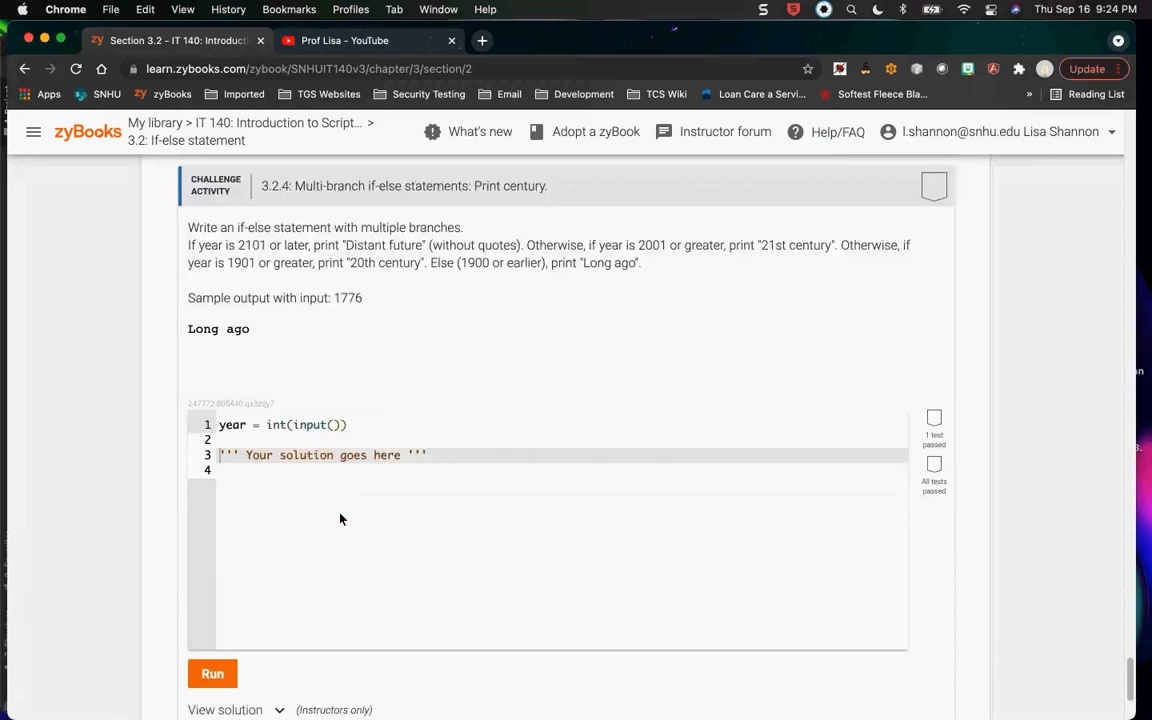 Chrome File Edit View History Bookmarks Profiles Tab Window Help Thu Sep 16 9:24 PM
zy Section 3.2 - IT 140: Introducti Prof Lisa - YouTube
learn.zybooks.com/zybook/SNHUIT140v3/chapter/3/section/2 Update
Apps SNHU zyBooks Imported TGS Websites Security Testing Email Development TCS Wiki Loan Care a Servi... Softest Fleece Bla... » Reading List
zyBooks My library > IT 140: Introduction to Script... >
3.2: If-else statement
What's new Adopt a zyBook Instructor forum Help/FAQ l.shannon@snhu.edu Lisa Shannon
CHALLENGE
ACTIVITY
3.2.4: Multi-branch if-else statements: Print century.
Write an if-else statement with multiple branches.
If year is 2101 or later, print "Distant future" (without quotes). Otherwise, if year is 2001 or greater, print "21st century". Otherwise, if
year is 1901 or greater, print "20th century". Else (1900 or earlier), print "Long ago".
Sample output with input: 1776
Long ago
247772.805440.qx3zqy7
1 year = int(input())
2
3 ''' Your solution goes here '''
4
1 test
passed
All tests
passed
Run
View solution (Instructors only)